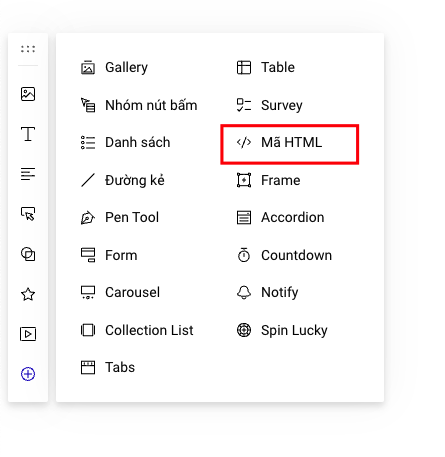 Gallery
Table
Nhóm nút bấm
Survey
Danh sách
Mã HTML
Đường kẻ
Frame
Pen Tool
Accordion
Form
Countdown
Carousel
Notify
Collection List
Spin Lucky
Tabs